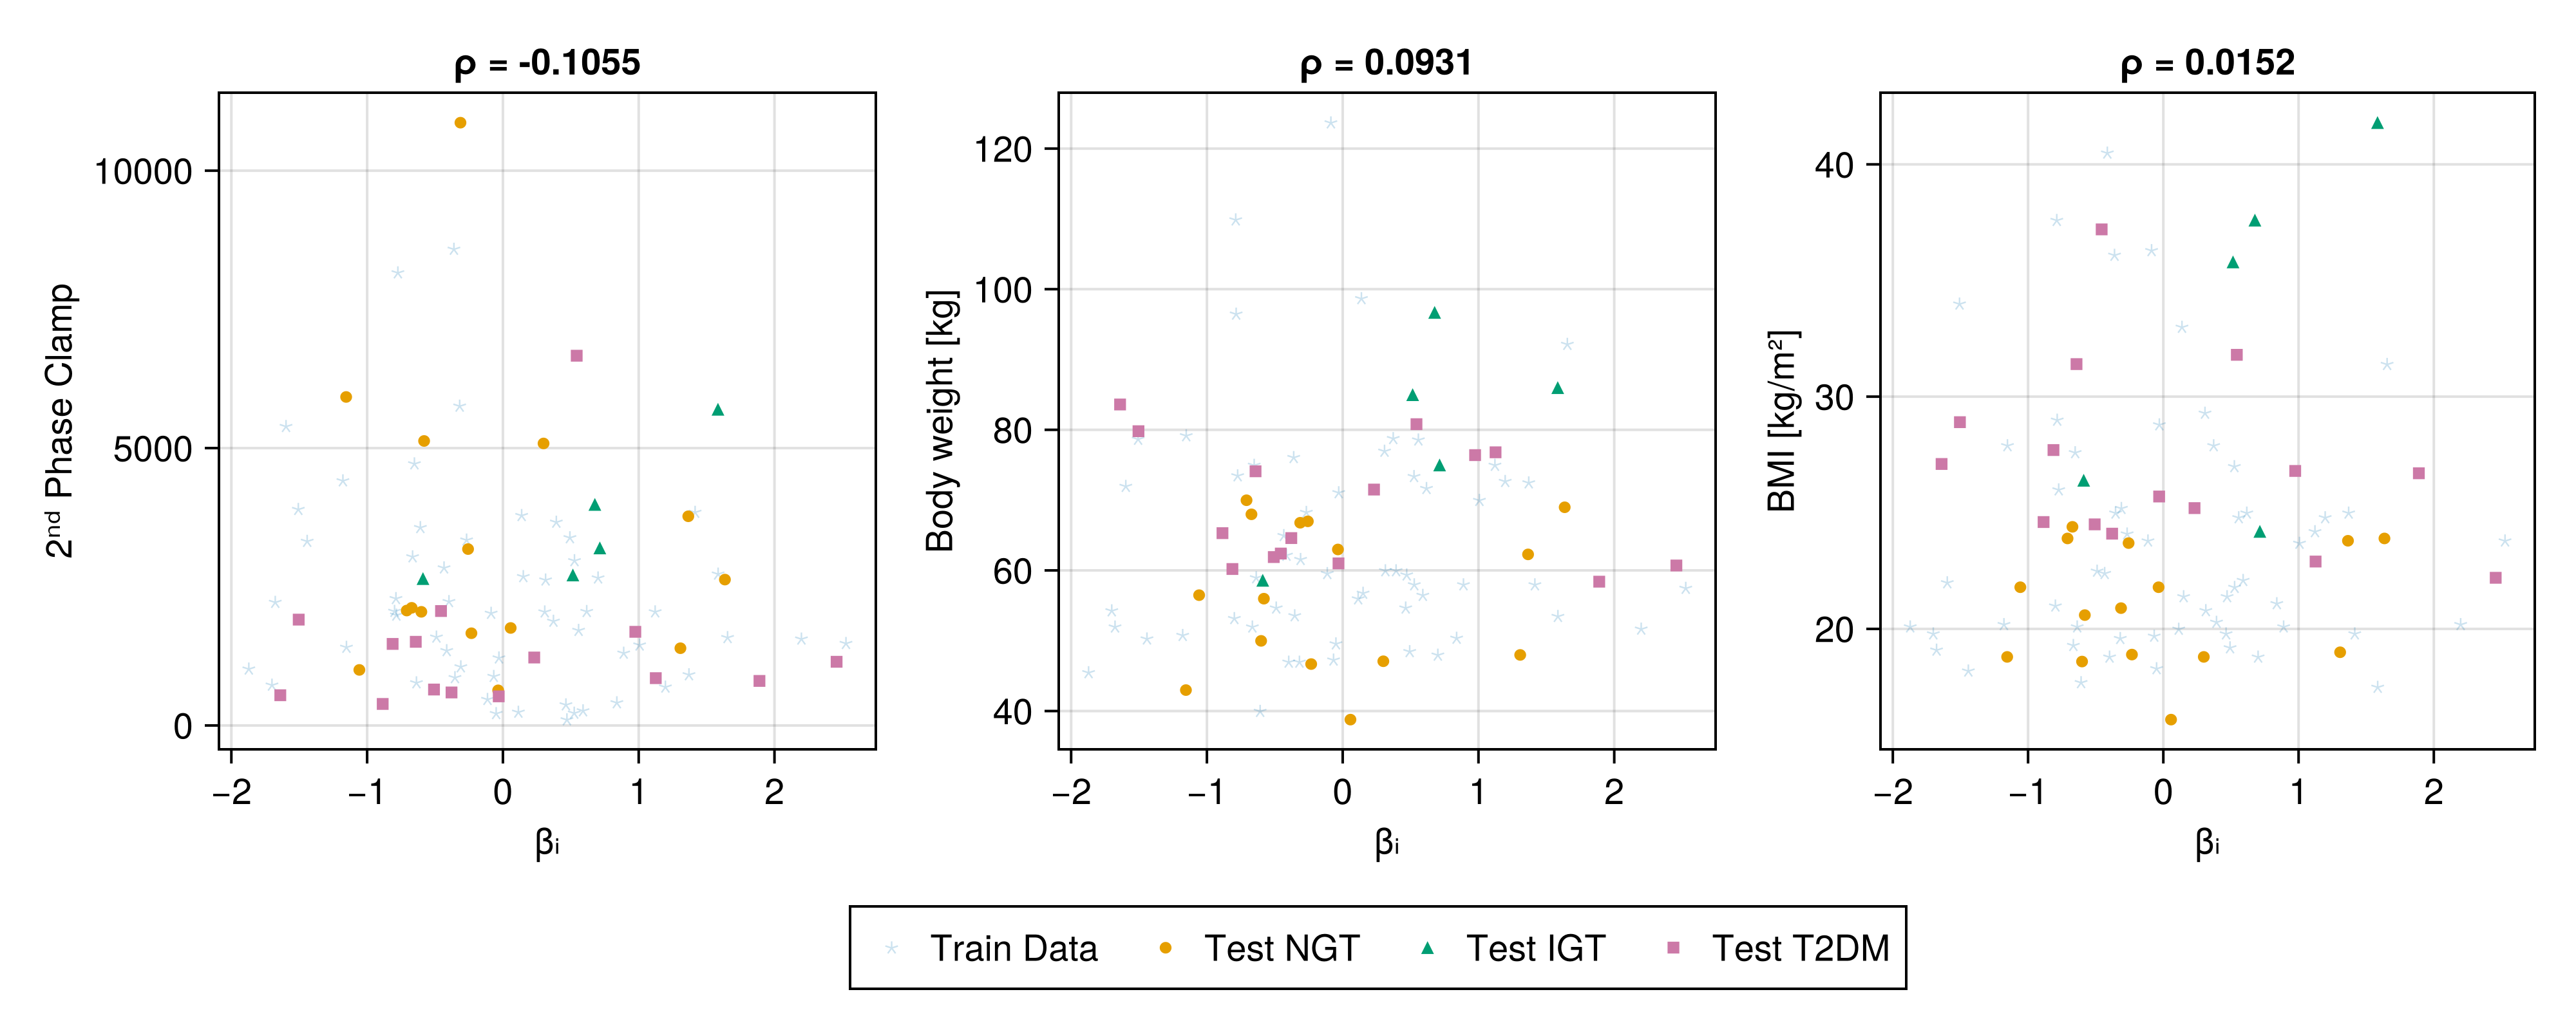 ρ = -0.1055
ρ = 0.0931
ρ = 0.0152
2ⁿᵈ Phase Clamp
10000
5000
0
−2 −1 0 1 2
βᵢ
Body weight [kg]
120
100
80
60
40
−2 −1 0 1 2
βᵢ
BMI [kg/m²]
40
30
20
−2 −1 0 1 2
βᵢ
Train Data Test NGT Test IGT Test T2DM